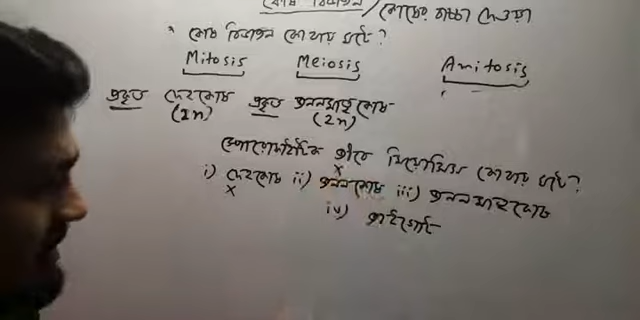 কোষ বিভাজন / কোষের বাচ্চা দেওয়া
* কোষ বিভাজন কোথায় ঘটে?
Mitosis Meiosis Amitosis
প্রকৃত দেহকোষ প্রকৃত জননমাতৃকোষ
(2n) (2n)
ভাবে মিয়োসিস কোথায় ঘটে?
i) দেহকোষ ii) জননকোষ iii) জননমাতৃকোষ
x x
iv) জাইগোট